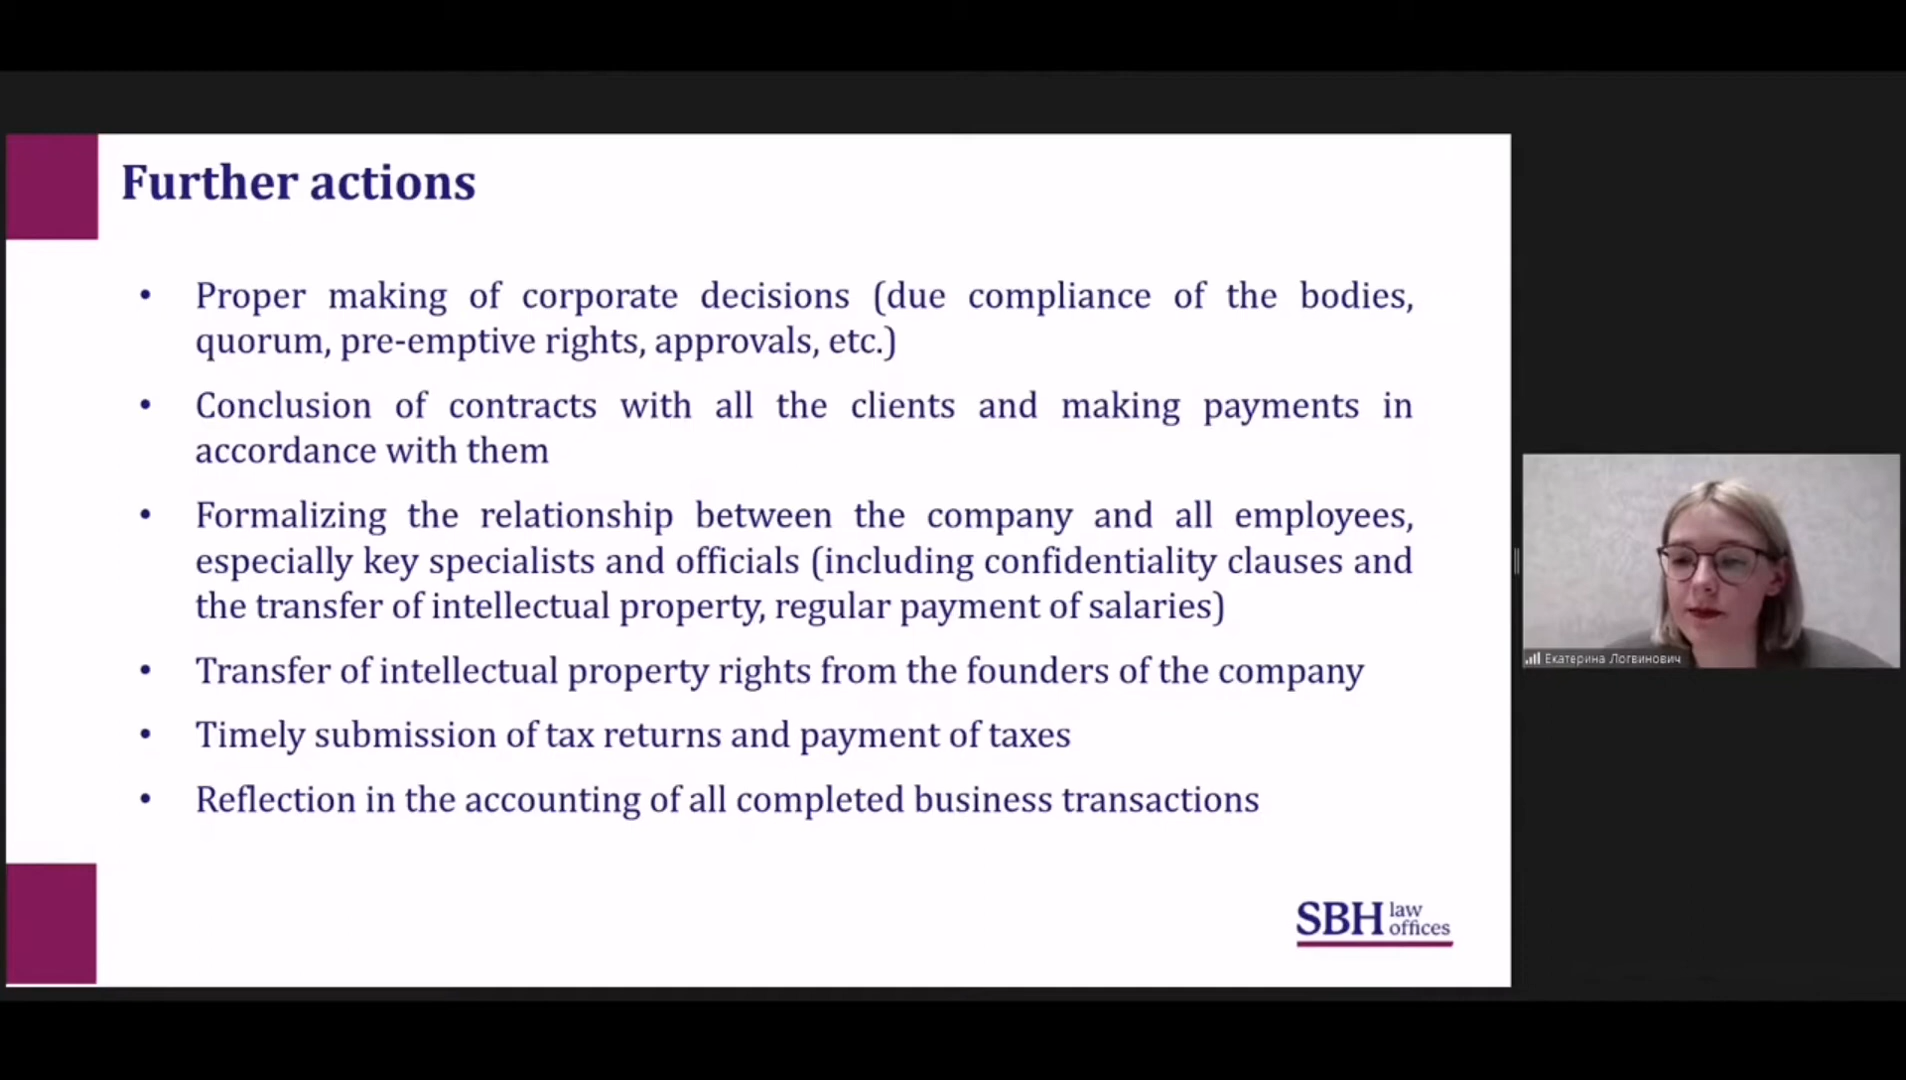 Further actions
• Proper making of corporate decisions (due compliance of the bodies,
quorum, pre-emptive rights, approvals, etc.)
• Conclusion of contracts with all the clients and making payments in
accordance with them
• Formalizing the relationship between the company and all employees,
especially key specialists and officials (including confidentiality clauses and
the transfer of intellectual property, regular payment of salaries)
• Transfer of intellectual property rights from the founders of the company
• Timely submission of tax returns and payment of taxes
• Reflection in the accounting of all completed business transactions
SBH law
offices
Екатерина Логвинович